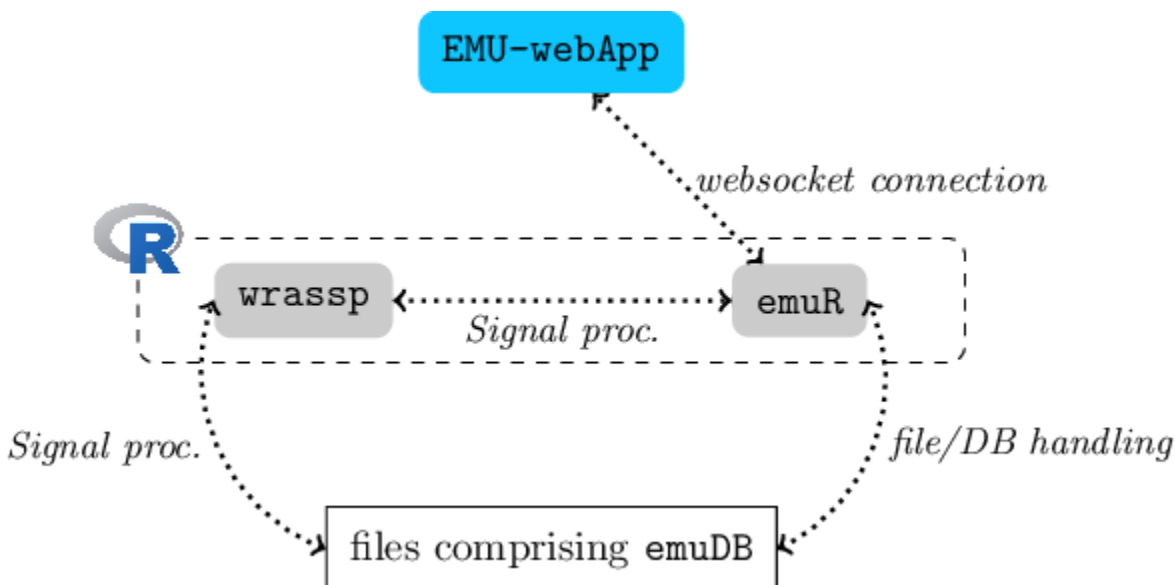 EMU-webApp
websocket connection
R
wrassp
emuR
Signal proc.
Signal proc.
file/DB handling
files comprising emuDB